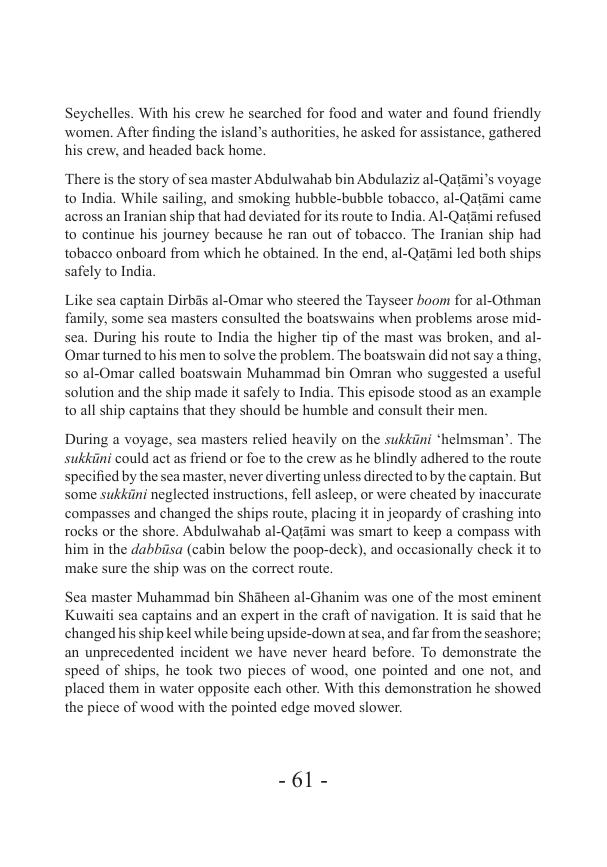 Seychelles. With his crew he searched for food and water and found friendly
women. After finding the island’s authorities, he asked for assistance, gathered
his crew, and headed back home.
There is the story of sea master Abdulwahab bin Abdulaziz al-Qaṭāmi’s voyage
to India. While sailing, and smoking hubble-bubble tobacco, al-Qaṭāmi came
across an Iranian ship that had deviated for its route to India. Al-Qaṭāmi refused
to continue his journey because he ran out of tobacco. The Iranian ship had
tobacco onboard from which he obtained. In the end, al-Qaṭāmi led both ships
safely to India.
Like sea captain Dirbās al-Omar who steered the Tayseer boom for al-Othman
family, some sea masters consulted the boatswains when problems arose mid-
sea. During his route to India the higher tip of the mast was broken, and al-
Omar turned to his men to solve the problem. The boatswain did not say a thing,
so al-Omar called boatswain Muhammad bin Omran who suggested a useful
solution and the ship made it safely to India. This episode stood as an example
to all ship captains that they should be humble and consult their men.
During a voyage, sea masters relied heavily on the sukkūni ‘helmsman’. The
sukkūni could act as friend or foe to the crew as he blindly adhered to the route
specified by the sea master, never diverting unless directed to by the captain. But
some sukkūni neglected instructions, fell asleep, or were cheated by inaccurate
compasses and changed the ships route, placing it in jeopardy of crashing into
rocks or the shore. Abdulwahab al-Qaṭāmi was smart to keep a compass with
him in the dabbūsa (cabin below the poop-deck), and occasionally check it to
make sure the ship was on the correct route.
Sea master Muhammad bin Shāheen al-Ghanim was one of the most eminent
Kuwaiti sea captains and an expert in the craft of navigation. It is said that he
changed his ship keel while being upside-down at sea, and far from the seashore;
an unprecedented incident we have never heard before. To demonstrate the
speed of ships, he took two pieces of wood, one pointed and one not, and
placed them in water opposite each other. With this demonstration he showed
the piece of wood with the pointed edge moved slower.
- 61 -